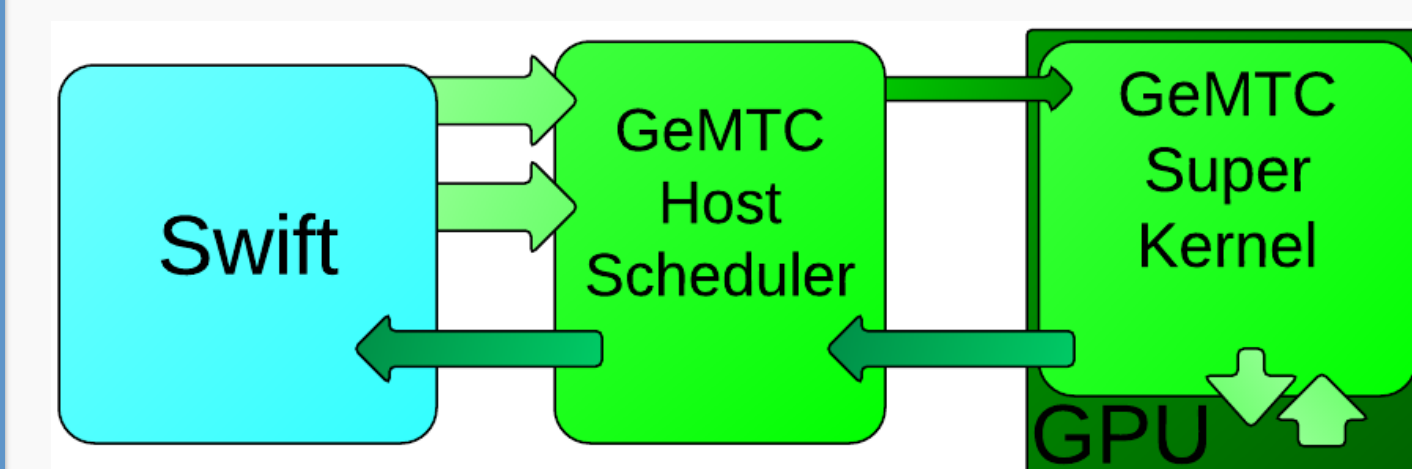 Swift
GeMTC
Host
Scheduler
GeMTC
Super
Kernel
GPU